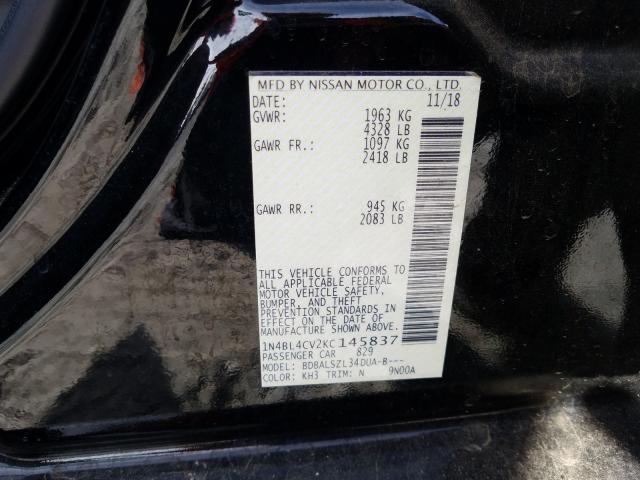 MFD BY NISSAN MOTOR CO., LTD.
DATE: 11/18
GVWR: 1963 KG
4328 LB
GAWR FR.: 1097 KG
2418 LB
GAWR RR.: 945 KG
2083 LB
THIS VEHICLE CONFORMS TO
ALL APPLICABLE FEDERAL
MOTOR VEHICLE SAFETY,
BUMPER, AND THEFT
PREVENTION STANDARDS IN
EFFECT ON THE DATE OF
MANUFACTURE SHOWN ABOVE.
1N4BL4CV2KC145837
PASSENGER CAR 829
MODEL: BDBALSZL34DUA-B---
COLOR: KH3 TRIM: N 9N00A